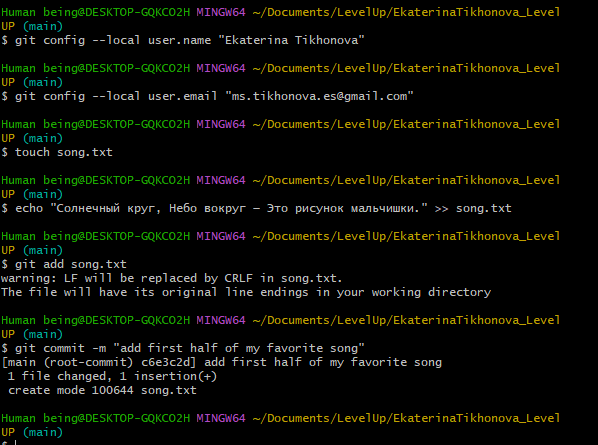 Human being@DESKTOP-GQKCO2H MINGW64 ~/Documents/LevelUp/EkaterinaTikhonova_Level
UP (main)
$ git config --local user.name "Ekaterina Tikhonova"
Human being@DESKTOP-GQKCO2H MINGW64 ~/Documents/LevelUp/EkaterinaTikhonova_Level
UP (main)
$ git config --local user.email "ms.tikhonova.es@gmail.com"
Human being@DESKTOP-GQKCO2H MINGW64 ~/Documents/LevelUp/EkaterinaTikhonova_Level
UP (main)
$ touch song.txt
Human being@DESKTOP-GQKCO2H MINGW64 ~/Documents/LevelUp/EkaterinaTikhonova_Level
UP (main)
$ echo "Солнечный круг, Небо вокруг – Это рисунок мальчишки." >> song.txt
Human being@DESKTOP-GQKCO2H MINGW64 ~/Documents/LevelUp/EkaterinaTikhonova_Level
UP (main)
$ git add song.txt
warning: LF will be replaced by CRLF in song.txt.
The file will have its original line endings in your working directory
Human being@DESKTOP-GQKCO2H MINGW64 ~/Documents/LevelUp/EkaterinaTikhonova_Level
UP (main)
$ git commit -m "add first half of my favorite song"
[main (root-commit) c6e3c2d] add first half of my favorite song
 1 file changed, 1 insertion(+)
 create mode 100644 song.txt
Human being@DESKTOP-GQKCO2H MINGW64 ~/Documents/LevelUp/EkaterinaTikhonova_Level
UP (main)
$